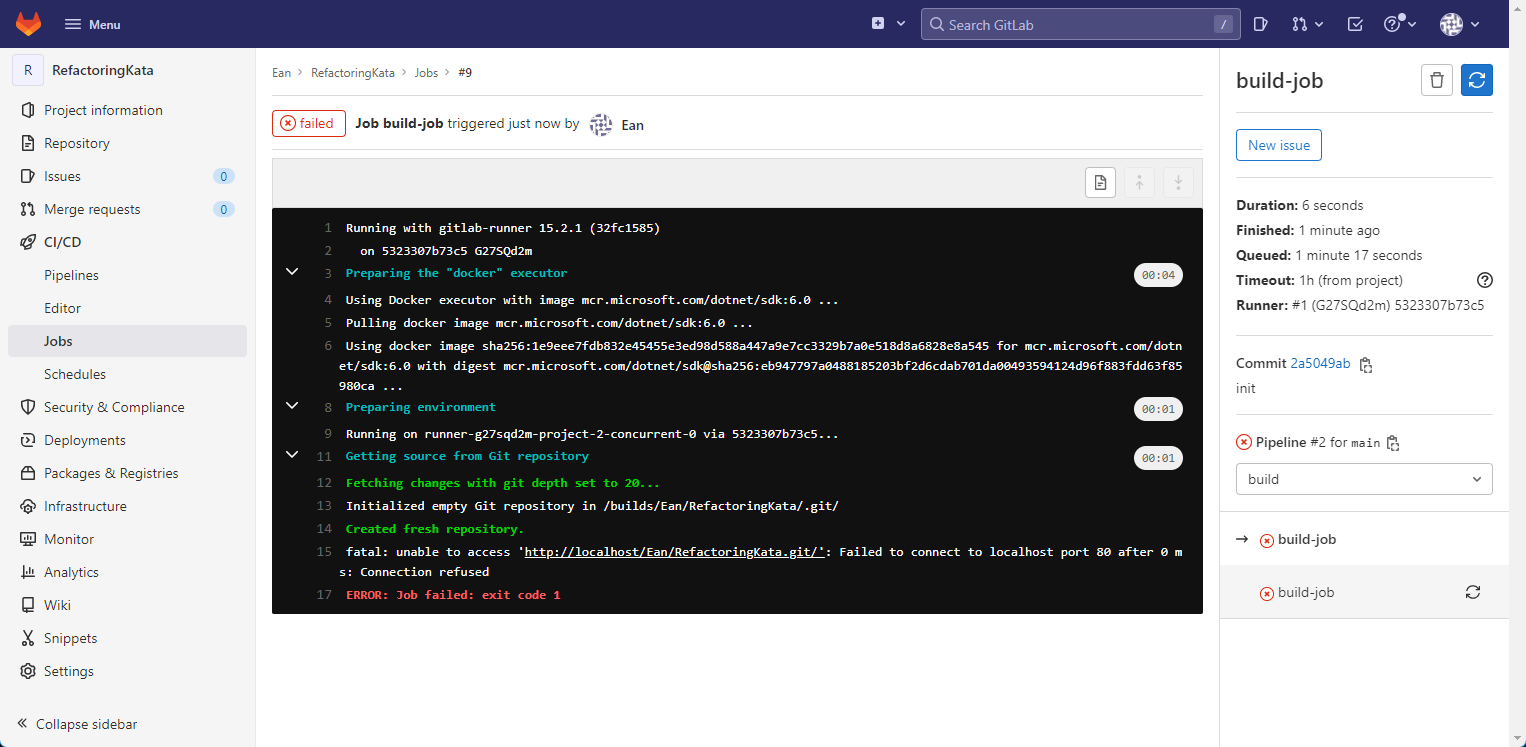 Menu
Search GitLab
/
R RefactoringKata
Project information
Repository
Issues 0
Merge requests 0
CI/CD
Pipelines
Editor
Jobs
Schedules
Security & Compliance
Deployments
Packages & Registries
Infrastructure
Monitor
Analytics
Wiki
Snippets
Settings
Collapse sidebar
Ean > RefactoringKata > Jobs > #9
failed Job build-job triggered just now by Ean
1 Running with gitlab-runner 15.2.1 (32fc1585)
2 on 5323307b73c5 G27SQd2m
3 Preparing the "docker" executor 00:04
4 Using Docker executor with image mcr.microsoft.com/dotnet/sdk:6.0 ...
5 Pulling docker image mcr.microsoft.com/dotnet/sdk:6.0 ...
6 Using docker image sha256:1e9eee7fdb832e45455e3ed98d588a447a9e7cc3329b7a0e518d8a6828e8a545 for mcr.microsoft.com/dotn
et/sdk:6.0 with digest mcr.microsoft.com/dotnet/sdk@sha256:eb947797a0488185203bf2d6cdab701da00493594124d96f883fdd63f85
980ca ...
8 Preparing environment 00:01
9 Running on runner-g27sqd2m-project-2-concurrent-0 via 5323307b73c5...
11 Getting source from Git repository 00:01
12 Fetching changes with git depth set to 20...
13 Initialized empty Git repository in /builds/Ean/RefactoringKata/.git/
14 Created fresh repository.
15 fatal: unable to access 'http://localhost/Ean/RefactoringKata.git/': Failed to connect to localhost port 80 after 0 m
s: Connection refused
17 ERROR: Job failed: exit code 1
build-job
New issue
Duration: 6 seconds
Finished: 1 minute ago
Queued: 1 minute 17 seconds
Timeout: 1h (from project)
Runner: #1 (G27SQd2m) 5323307b73c5
Commit 2a5049ab
init
Pipeline #2 for main
build
build-job
build-job